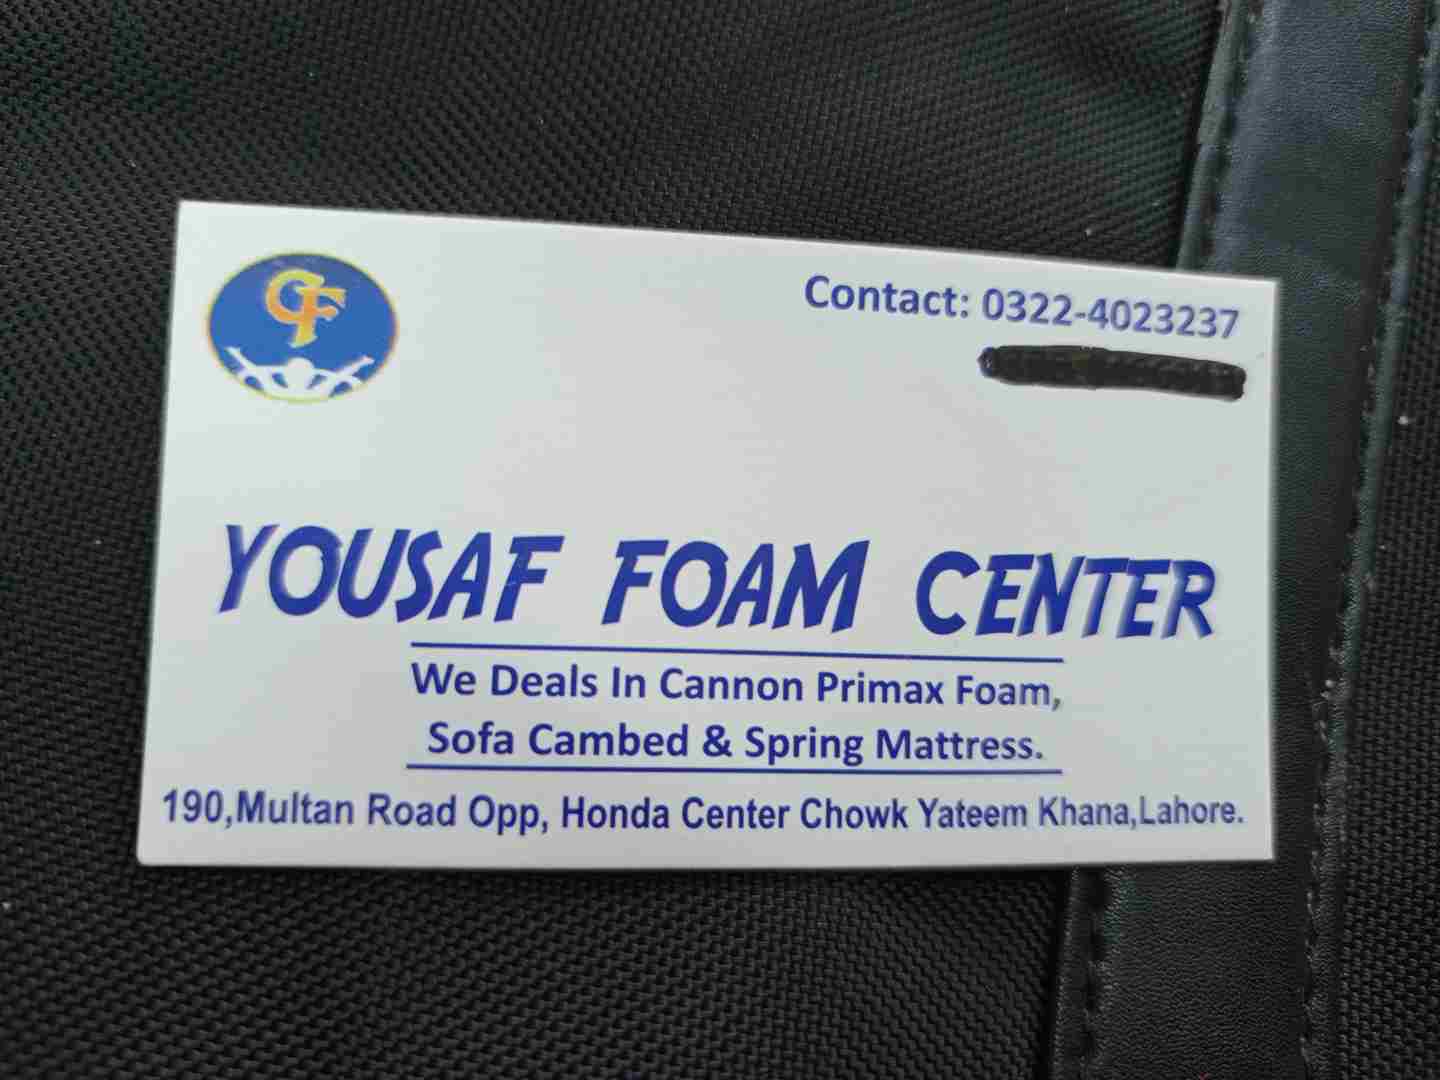 CF
Contact: 0322-4023237
YOUSAF FOAM CENTER
We Deals In Cannon Primax Foam,
Sofa Cambed & Spring Mattress.
190,Multan Road Opp, Honda Center Chowk Yateem Khana,Lahore.